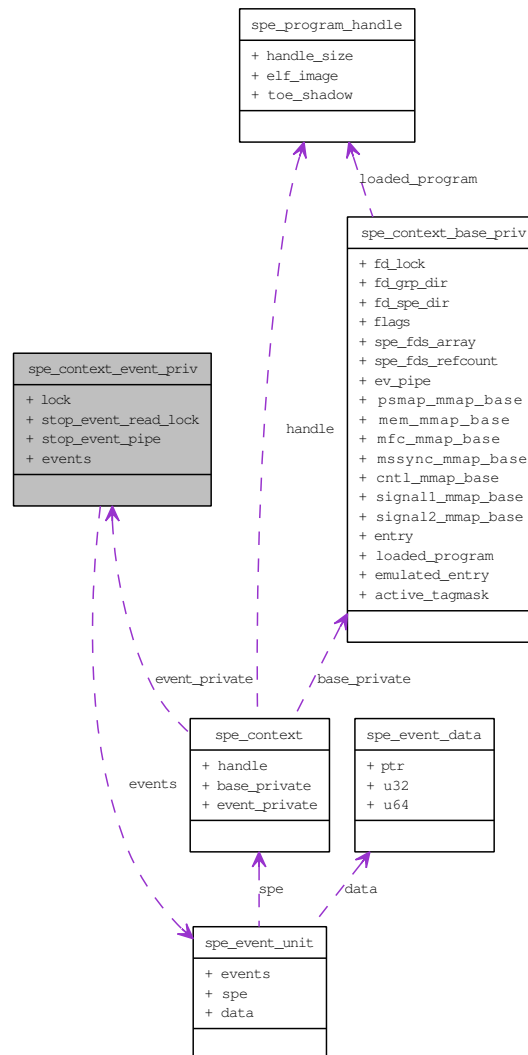 spe_program_handle
+ handle_size
+ elf_image
+ toe_shadow
loaded_program
spe_context_base_priv
+ fd_lock
+ fd_grp_dir
+ fd_spe_dir
+ flags
+ spe_fds_array
+ spe_fds_refcount
+ ev_pipe
+ psmap_mmap_base
+ mem_mmap_base
+ mfc_mmap_base
+ mssync_mmap_base
+ cntl_mmap_base
+ signal1_mmap_base
+ signal2_mmap_base
+ entry
+ loaded_program
+ emulated_entry
+ active_tagmask
spe_context_event_priv
+ lock
+ stop_event_read_lock
+ stop_event_pipe
+ events
handle
event_private
base_private
spe_context
+ handle
+ base_private
+ event_private
spe_event_data
+ ptr
+ u32
+ u64
events
spe
data
spe_event_unit
+ events
+ spe
+ data